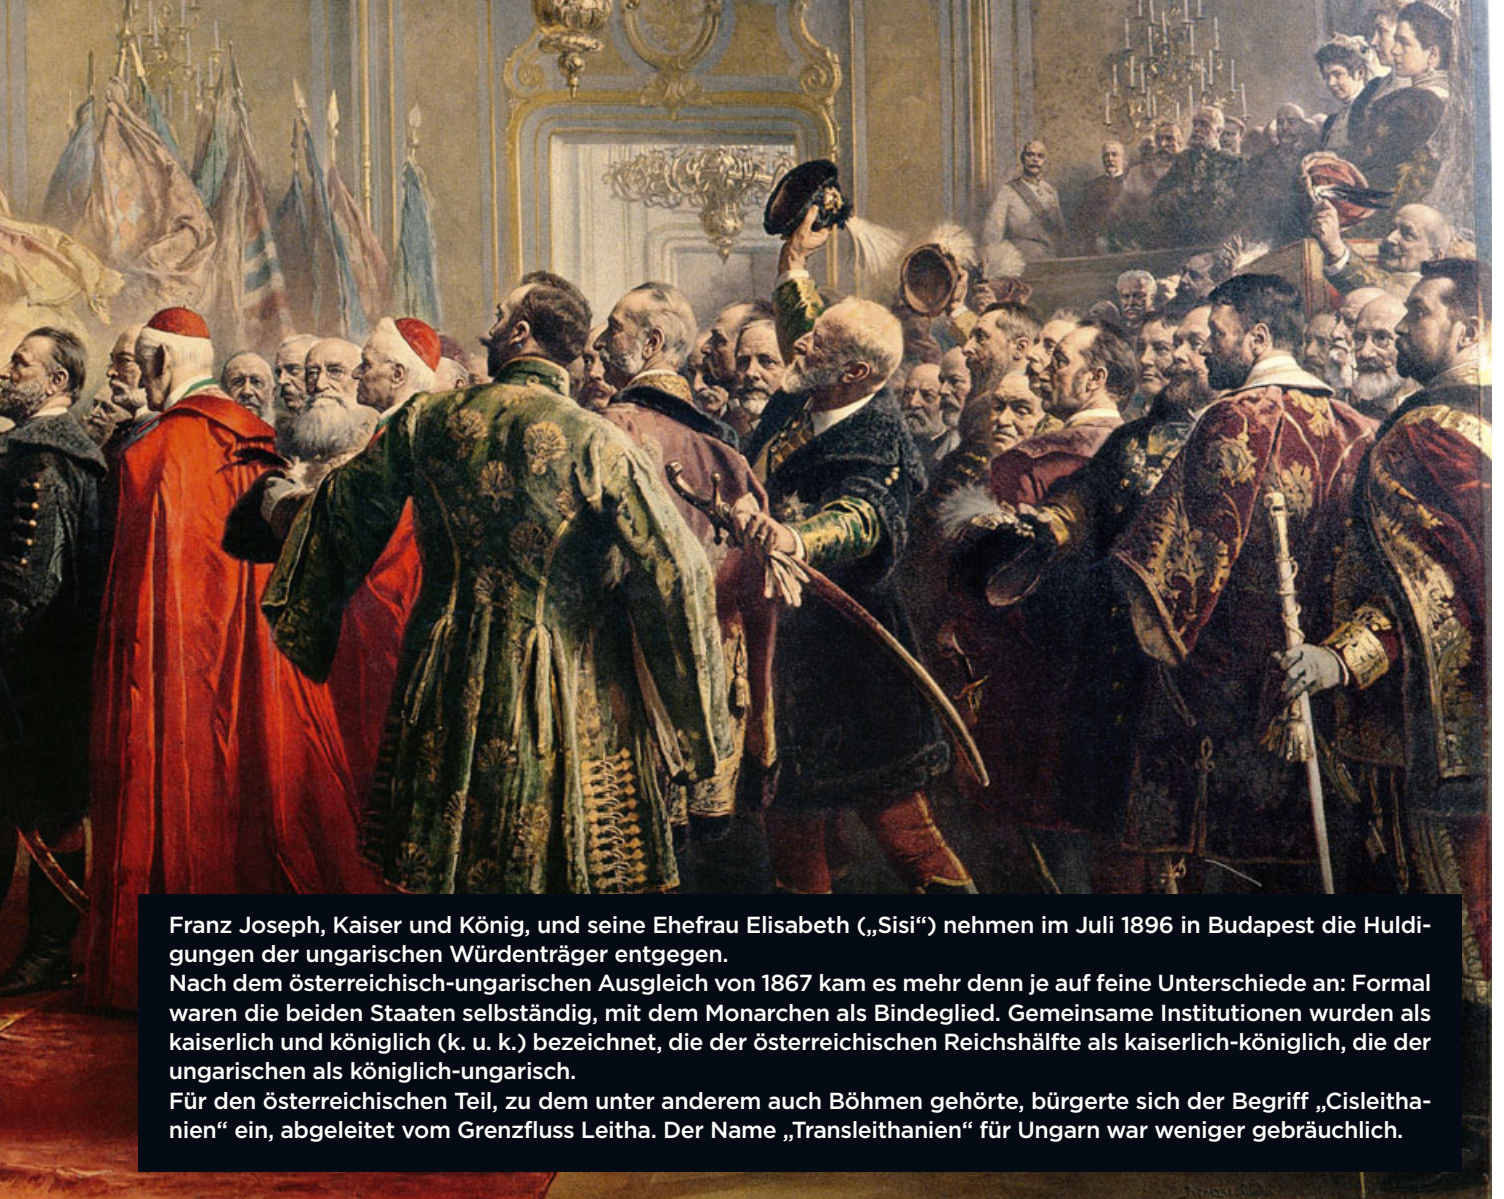 Franz Joseph, Kaiser und König, und seine Ehefrau Elisabeth („Sisi“) nehmen im Juli 1896 in Budapest die Huldi-
gungen der ungarischen Würdenträger entgegen.
Nach dem österreichisch-ungarischen Ausgleich von 1867 kam es mehr denn je auf feine Unterschiede an: Formal
waren die beiden Staaten selbständig, mit dem Monarchen als Bindeglied. Gemeinsame Institutionen wurden als
kaiserlich und königlich (k. u. k.) bezeichnet, die der österreichischen Reichshälfte als kaiserlich-königlich, die der
ungarischen als königlich-ungarisch.
Für den österreichischen Teil, zu dem unter anderem auch Böhmen gehörte, bürgerte sich der Begriff „Cisleitha-
nien“ ein, abgeleitet vom Grenzfluss Leitha. Der Name „Transleithanien“ für Ungarn war weniger gebräuchlich.